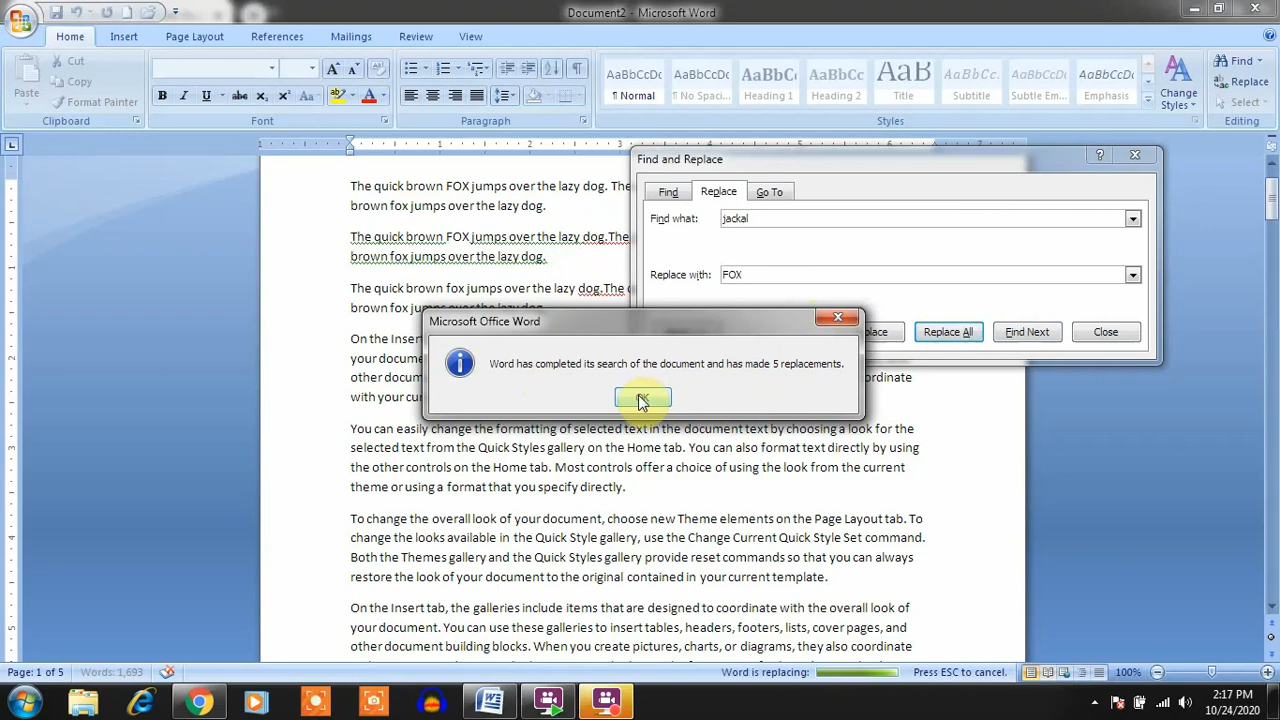 Document2 - Microsoft Word
Home Insert Page Layout References Mailings Review View
Paste
Cut
Copy
Format Painter
Clipboard
B I U abc X₂ X² Aa ab A
Font
Paragraph
AaBbCcDc AaBbCcDc AaBbC AaBbCc AaB AaBbCc. AaBbCcDt AaBbCcDt
¶ Normal ¶ No Spaci... Heading 1 Heading 2 Title Subtitle Subtle Em... Emphasis
Change Styles
Styles
Find
Replace
Select
Editing
The quick brown FOX jumps over the lazy dog. The
brown fox jumps over the lazy dog.
The quick brown FOX jumps over the lazy dog.The
brown fox jumps over the lazy dog.
The quick brown fox jumps over the lazy dog.The
brown fox jumps over the lazy dog.
On the Insert
your docum
other docum
with your cu
ordinate
You can easily change the formatting of selected text in the document text by choosing a look for the
selected text from the Quick Styles gallery on the Home tab. You can also format text directly by using
the other controls on the Home tab. Most controls offer a choice of using the look from the current
theme or using a format that you specify directly.
To change the overall look of your document, choose new Theme elements on the Page Layout tab. To
change the looks available in the Quick Style gallery, use the Change Current Quick Style Set command.
Both the Themes gallery and the Quick Styles gallery provide reset commands so that you can always
restore the look of your document to the original contained in your current template.
On the Insert tab, the galleries include items that are designed to coordinate with the overall look of
your document. You can use these galleries to insert tables, headers, footers, lists, cover pages, and
other document building blocks. When you create pictures, charts, or diagrams, they also coordinate
Find and Replace
Find Replace Go To
Find what: jackal
Replace with: FOX
place Replace All Find Next Close
Microsoft Office Word
Word has completed its search of the document and has made 5 replacements.
OK
Page: 1 of 5 Words: 1,693 Word is replacing: Press ESC to cancel. 100%
2:17 PM
10/24/2020